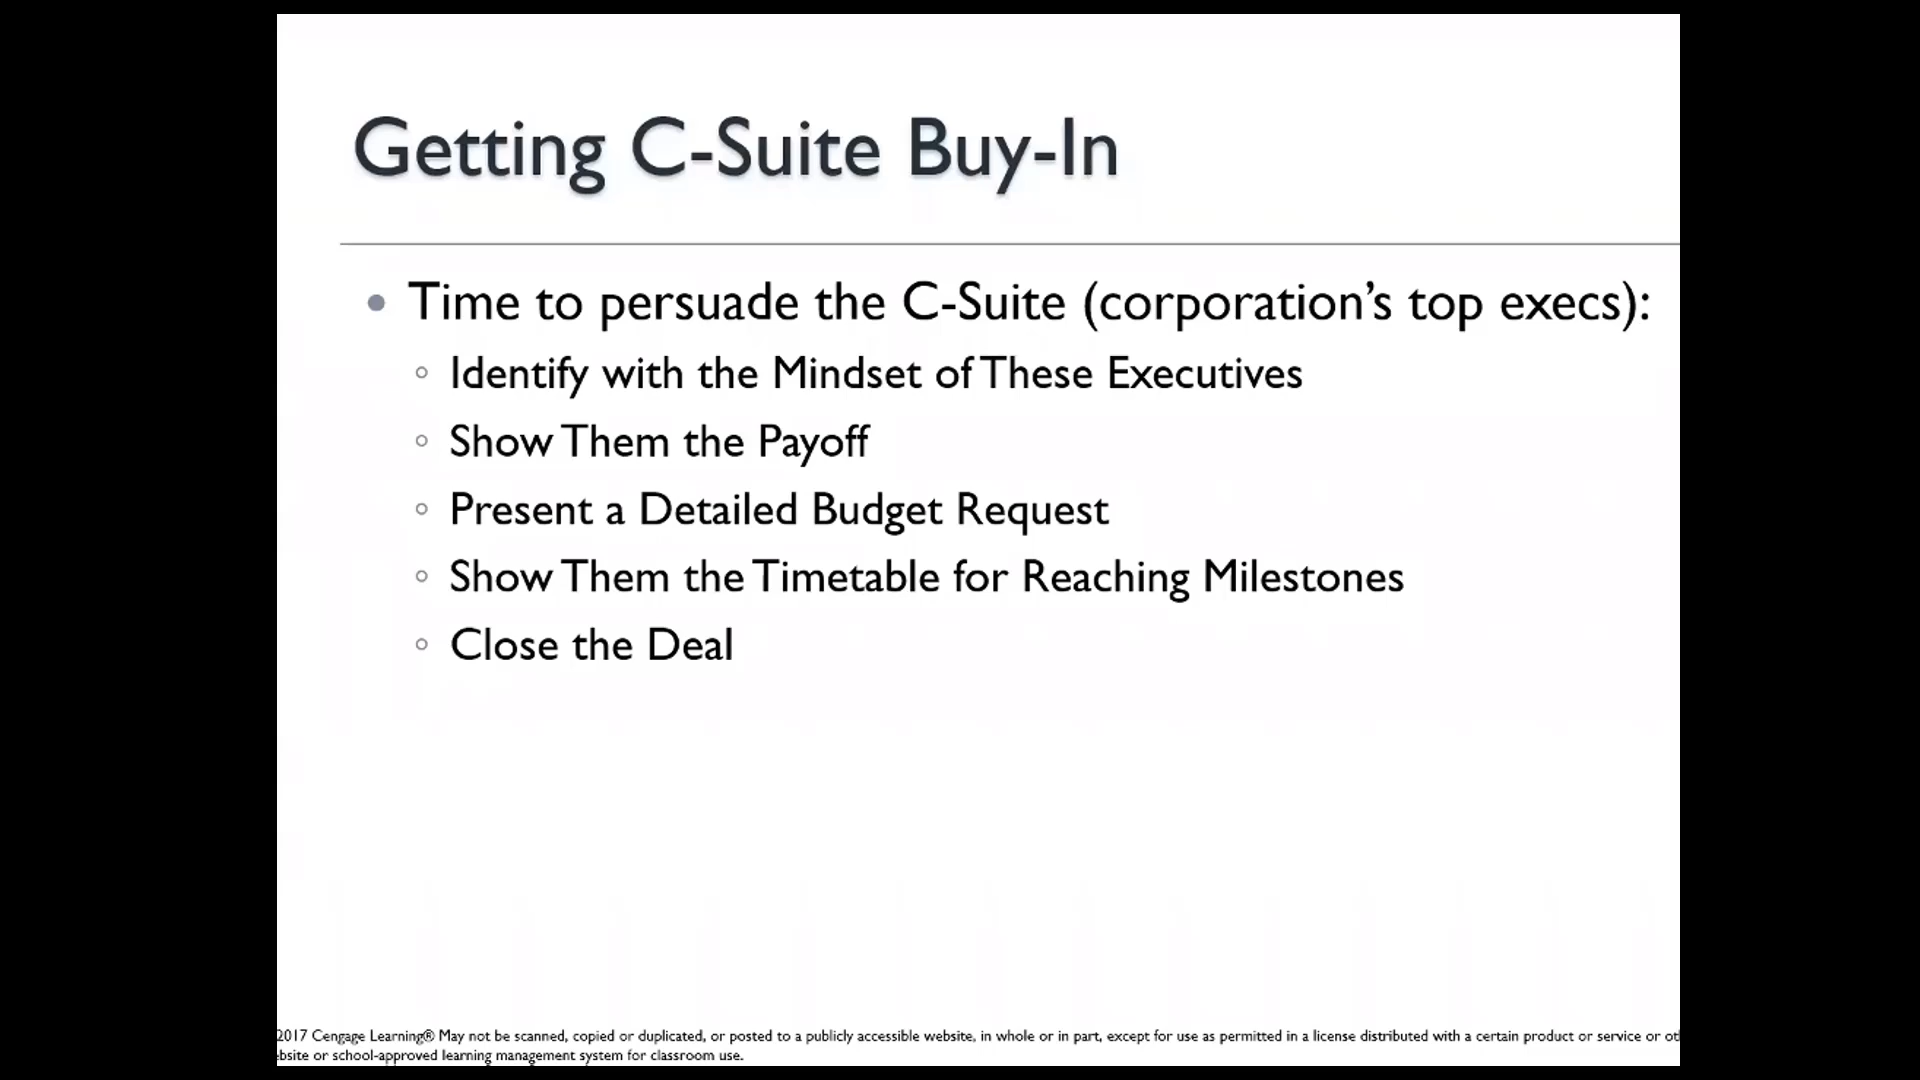 Getting C-Suite Buy-In
• Time to persuade the C-Suite (corporation’s top execs):
◦ Identify with the Mindset of These Executives
◦ Show Them the Payoff
◦ Present a Detailed Budget Request
◦ Show Them the Timetable for Reaching Milestones
◦ Close the Deal
2017 Cengage Learning® May not be scanned, copied or duplicated, or posted to a publicly accessible website, in whole or in part, except for use as permitted in a license distributed with a certain product or service or
or school-approved learning management system for classroom use.